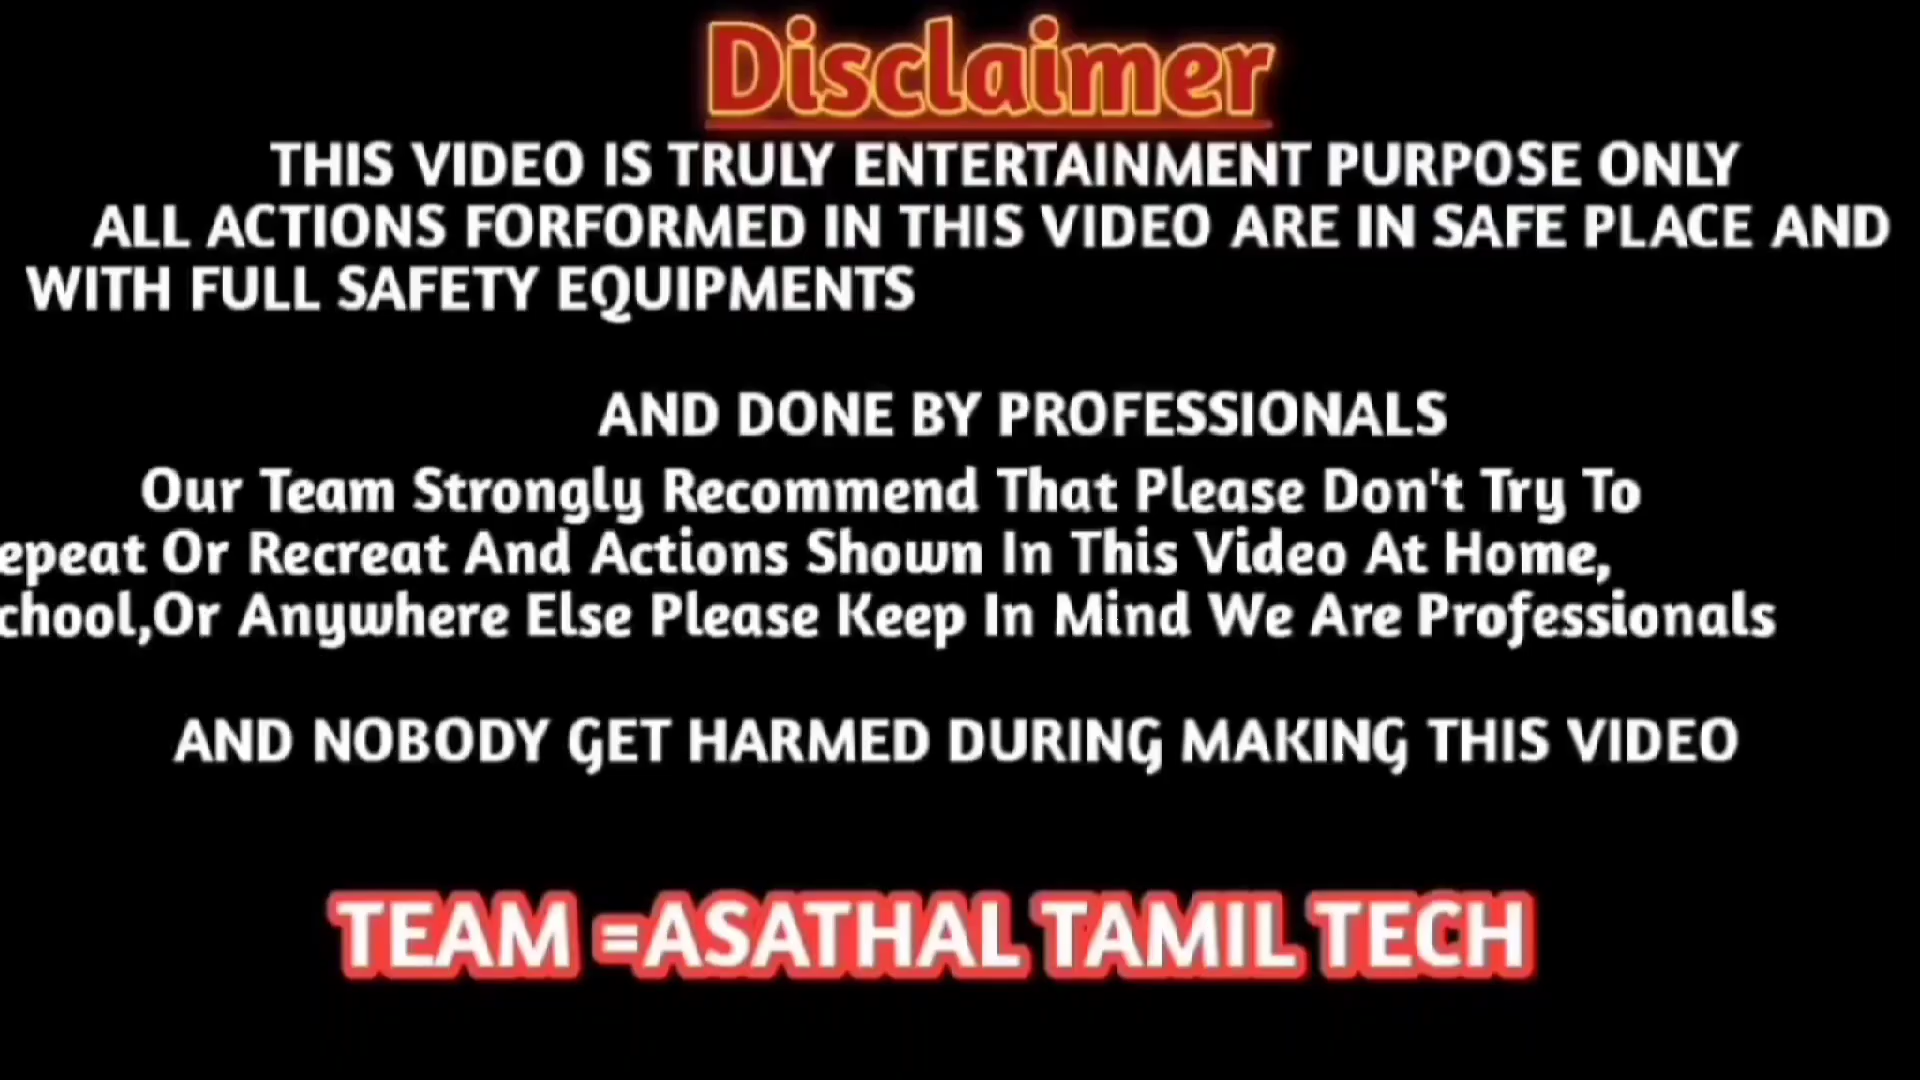 Disclaimer
THIS VIDEO IS TRULY ENTERTAINMENT PURPOSE ONLY
ALL ACTIONS FORFORMED IN THIS VIDEO ARE IN SAFE PLACE AND
WITH FULL SAFETY EQUIPMENTS
AND DONE BY PROFESSIONALS
Our Team Strongly Recommend That Please Don't Try To
epeat Or Recreat And Actions Shown In This Video At Home,
chool,Or Anywhere Else Please Keep In Mind We Are Professionals
AND NOBODY GET HARMED DURING MAKING THIS VIDEO
TEAM =ASATHAL TAMIL TECH